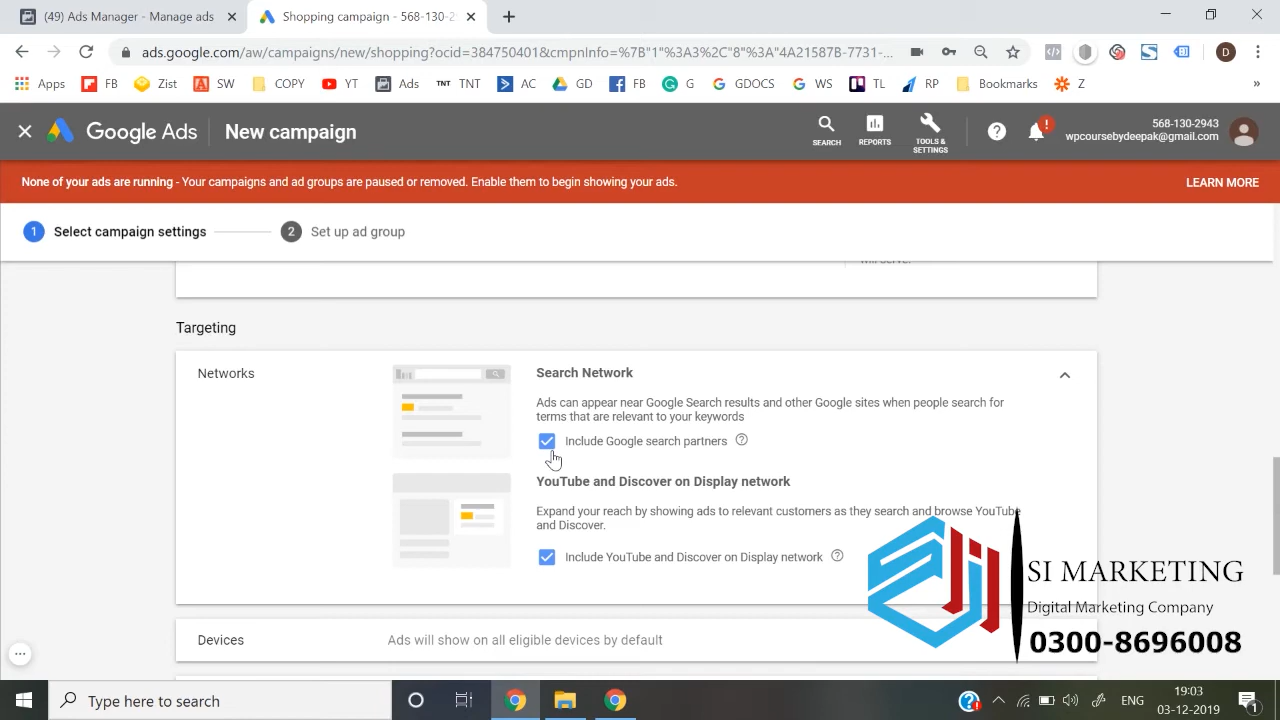 (49) Ads Manager - Manage ads
Shopping campaign - 568-130-2
ads.google.com/aw/campaigns/new/shopping?ocid=384750401&cmpnInfo=%7B"1"%3A3%2C"8"%3A"4A21587B-7731-...
D
Apps FB Zist SW COPY YT Ads TNT TNT AC GD FB G GDOCS WS TL RP Bookmarks Z »
Google Ads New campaign
SEARCH REPORTS TOOLS & SETTINGS
568-130-2943
wpcoursebydeepak@gmail.com
None of your ads are running - Your campaigns and ad groups are paused or removed. Enable them to begin showing your ads. LEARN MORE
1 Select campaign settings 2 Set up ad group
will serve.
Targeting
Networks
Search Network
Ads can appear near Google Search results and other Google sites when people search for
terms that are relevant to your keywords
Include Google search partners
YouTube and Discover on Display network
Expand your reach by showing ads to relevant customers as they search and browse YouTube
and Discover.
Include YouTube and Discover on Display network
SI MARKETING
Digital Marketing Company
0300-8696008
Devices Ads will show on all eligible devices by default
Type here to search
ENG
19:03
03-12-2019
1